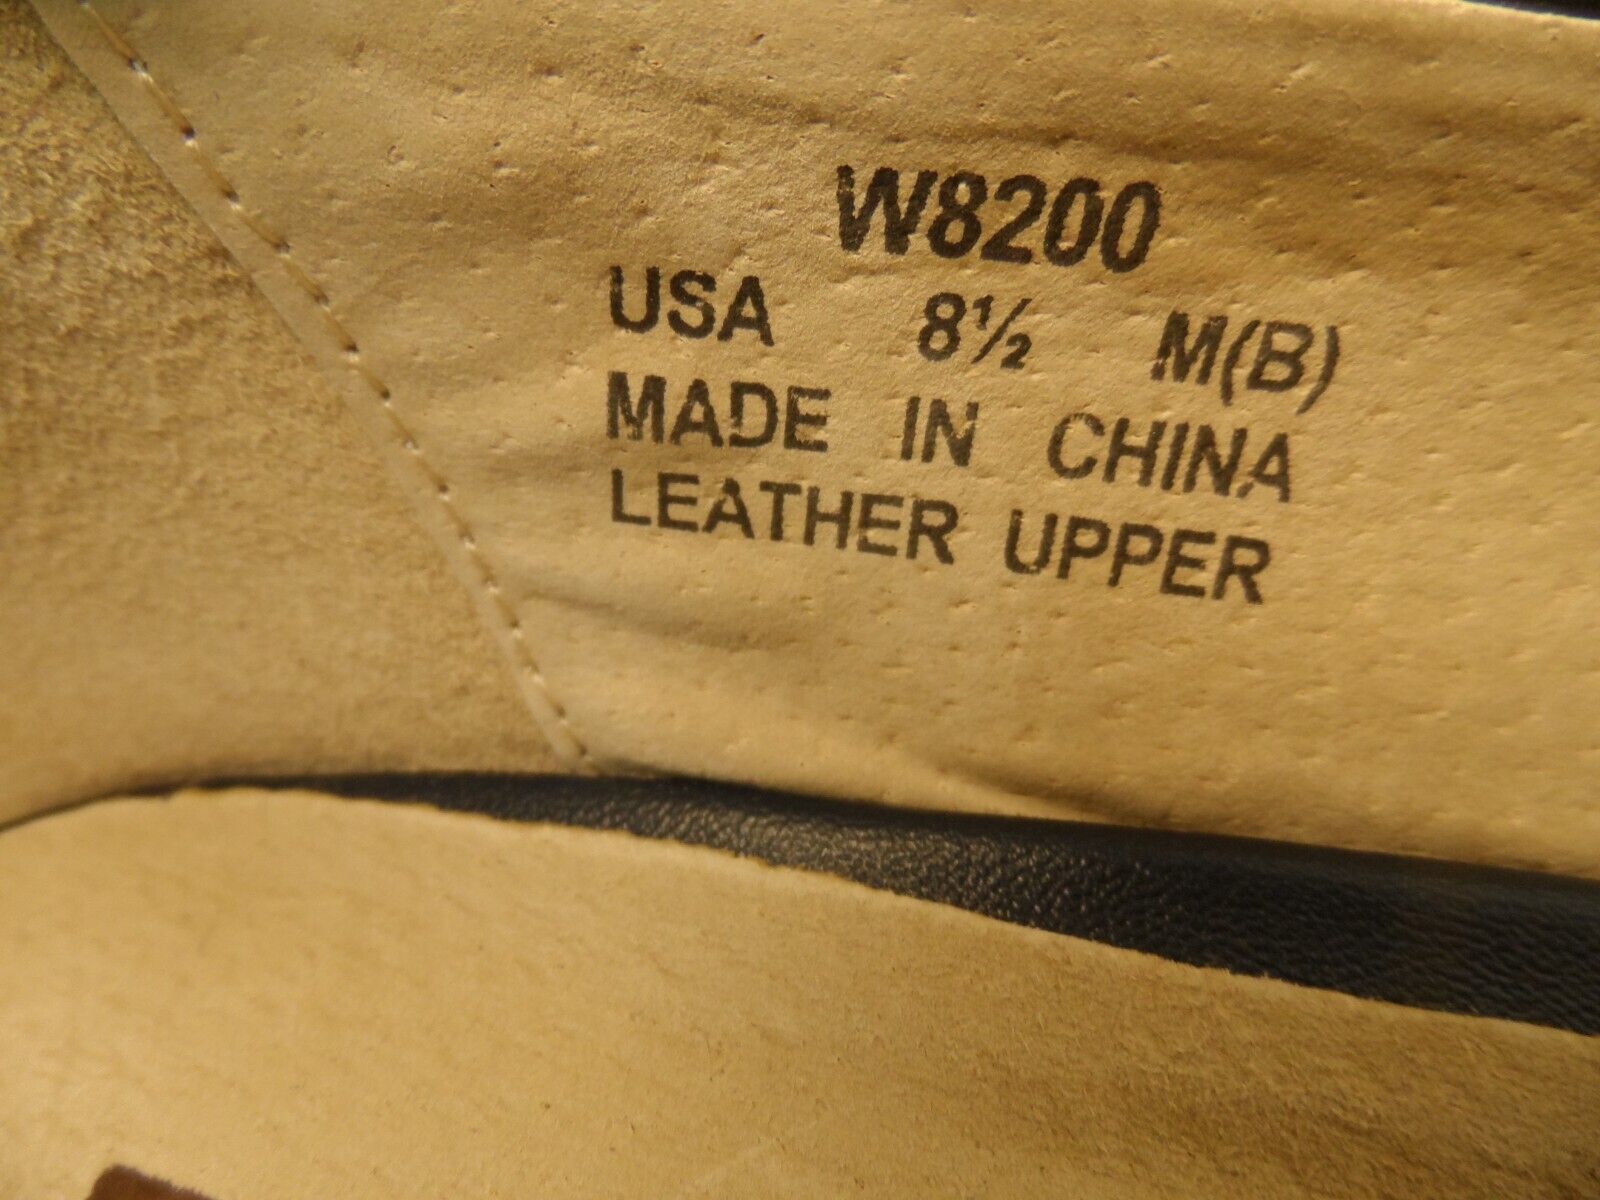 W8200
USA 8½ M(B)
MADE IN CHINA
LEATHER UPPER